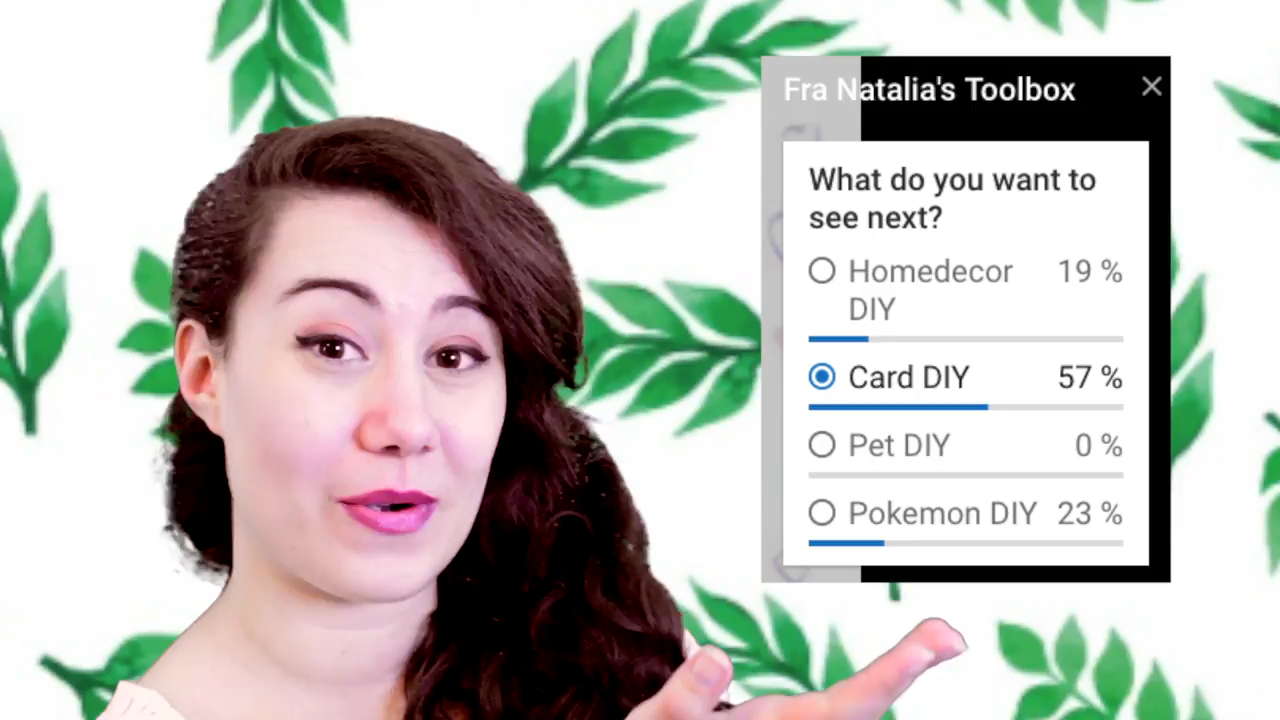 Fra Natalia's Toolbox
What do you want to
see next?
Homedecor 19 %
DIY
Card DIY 57 %
Pet DIY 0 %
Pokemon DIY 23 %